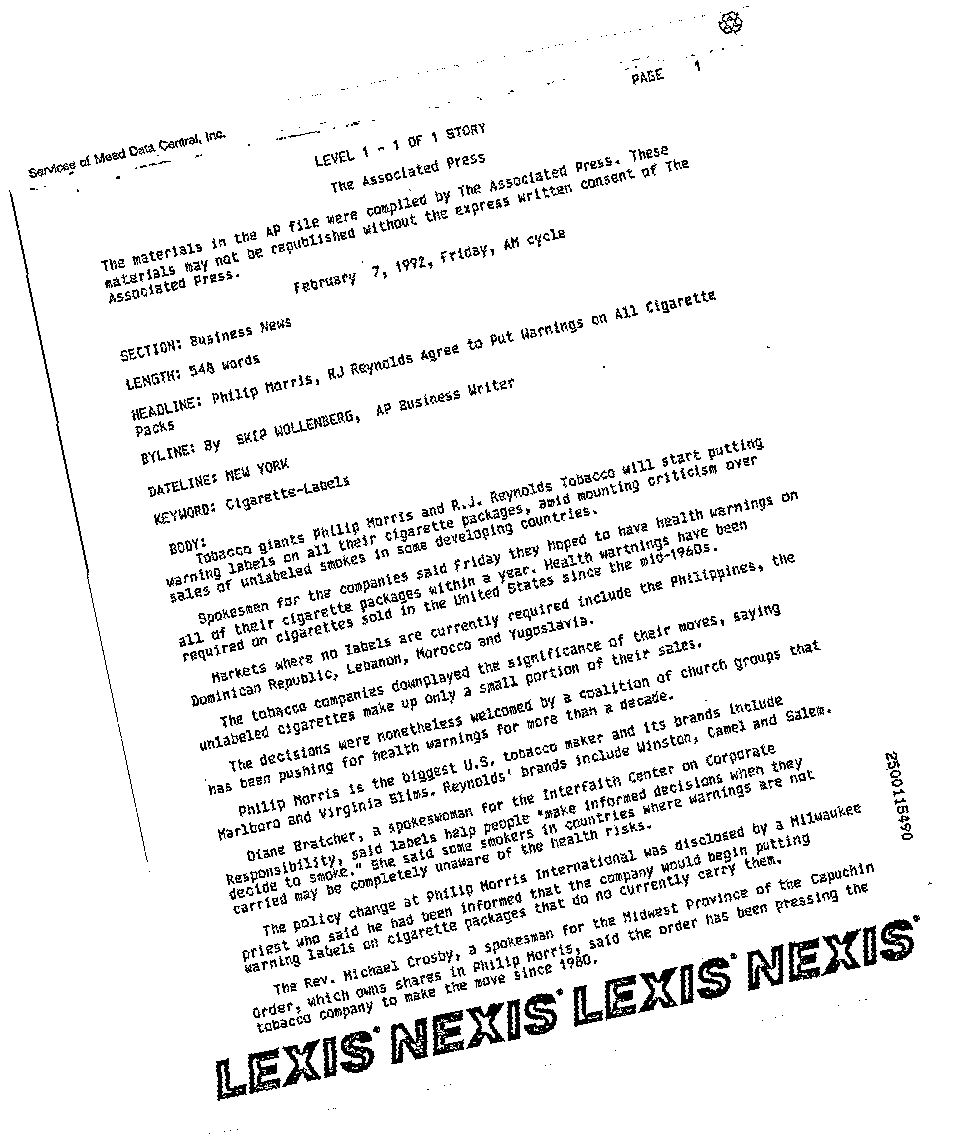 PAGE 1
Services of Mead Data Central, Inc.
LEVEL 1 - 1 OF 1 STORY
The Associated Press
The materials in the AP file were compiled by The Associated Press. These
materials may not be republished without the express written consent of The
Associated Press.
February 7, 1992, Friday, AM cycle
SECTION: Business News
LENGTH: 548 words
HEADLINE: Philip Morris, RJ Reynolds Agree to Put Warnings on All Cigarette
Packs
BYLINE: By SKIP WOLLENBERG, AP Business Writer
DATELINE: NEW YORK
KEYWORD: Cigarette-Labels
BODY:
Tobacco giants Philip Morris and R.J. Reynolds Tobacco will start putting
warning labels on all their cigarette packages, amid mounting criticism over
sales of unlabeled smokes in some developing countries.
Spokesmen for the companies said Friday they hoped to have health warnings on
all of their cigarette packages within a year. Health wartnings have been
required on cigarettes sold in the United States since the mid-1960s.
Markets where no labels are currently required include the Philippines, the
Dominican Republic, Lebanon, Morocco and Yugoslavia.
The tobacco companies downplayed the significance of their moves, saying
unlabeled cigarettes make up only a small portion of their sales.
The decisions were nonetheless welcomed by a coalition of church groups that
has been pushing for health warnings for more than a decade.
Philip Morris is the biggest U.S. tobacco maker and its brands include
Marlboro and Virginia Slims. Reynolds' brands include Winston, Camel and Salem.
Diane Bratcher, a spokeswoman for the Interfaith Center on Corporate
Responsibility, said labels help people "make informed decisions when they
decide to smoke." She said some smokers in countries where warnings are not
carried may be completely unaware of the health risks.
The policy change at Philip Morris International was disclosed by a Milwaukee
priest who said he had been informed that the company would begin putting
warning labels on cigarette packages that do no currently carry them.
The Rev. Michael Crosby, a spokesman for the Midwest Province of the Capuchin
Order, which owns shares in Philip Morris, said the order has been pressing the
tobacco company to make the move since 1980.
LEXIS® NEXIS® LEXIS® NEXIS®
2500115490